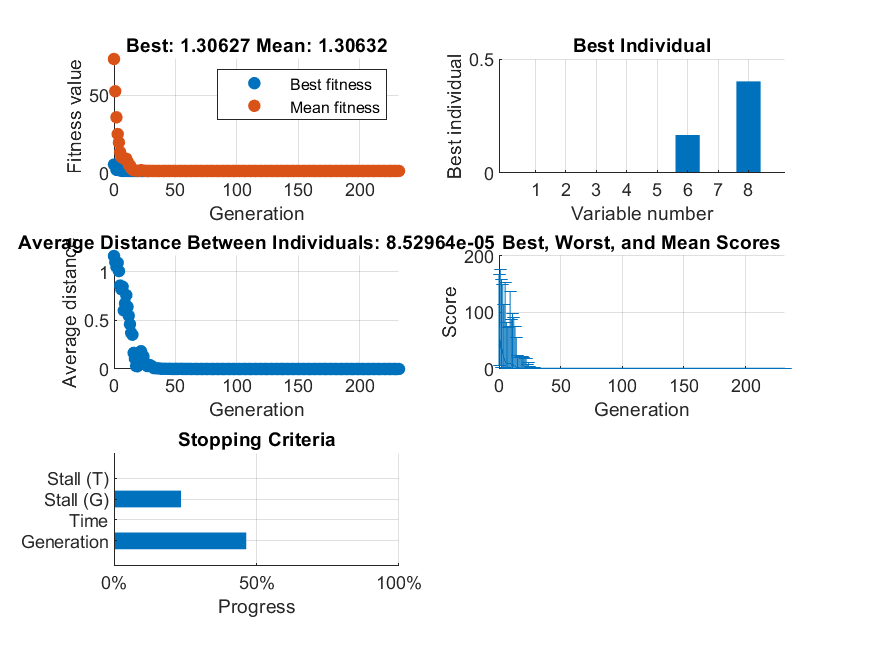 Best: 1.30627 Mean: 1.30632
Fitness value
50
0
Best fitness
Mean fitness
0 50 100 150 200
Generation
Best Individual
Best individual
0.5
0
1 2 3 4 5 6 7 8
Variable number
Average Distance Between Individuals: 8.52964e-05
Average distance
1
0.5
0
0 50 100 150 200
Generation
Best, Worst, and Mean Scores
Score
200
100
0
0 50 100 150 200
Generation
Stopping Criteria
Stall (T)
Stall (G)
Time
Generation
0% 50% 100%
Progress